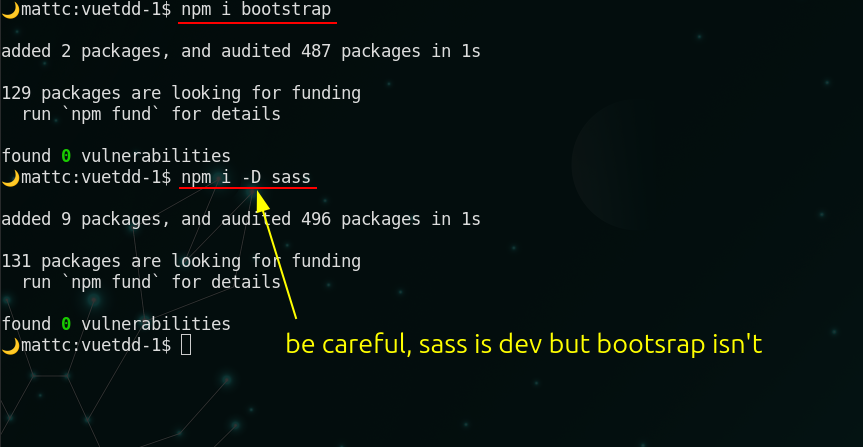 🌙mattc:vuetdd-1$ npm i bootstrap
added 2 packages, and audited 487 packages in 1s
129 packages are looking for funding
run `npm fund` for details
found 0 vulnerabilities
🌙mattc:vuetdd-1$ npm i -D sass
added 9 packages, and audited 496 packages in 1s
131 packages are looking for funding
run `npm fund` for details
found 0 vulnerabilities
🌙mattc:vuetdd-1$
be careful, sass is dev but bootsrap isn't